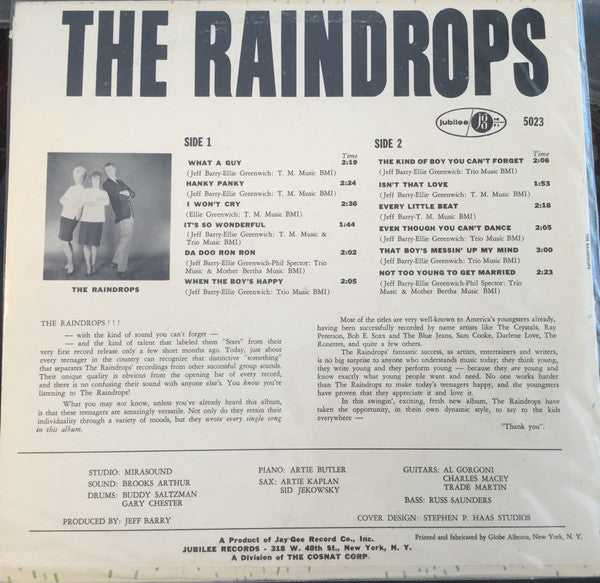 THE RAINDROPS
jubilee jg 5023
SIDE 1
Time
WHAT A GUY 2:19
(Jeff Barry-Ellie Greenwich: T. M. Music BMI)
HANKY PANKY 2:24
(Jeff Barry-Ellie Greenwich: T. M. Music BMI)
I WON'T CRY 2:36
(Ellie Greenwich: T. M. Music BMI)
IT'S SO WONDERFUL 1:44
(Jeff Barry-Ellie Greenwich: T. M. Music &
Trio Music BMI)
DA DOO RON RON 2:02
(Jeff Barry-Ellie Greenwich-Phil Spector: Trio
Music & Mother Bertha Music BMI)
WHEN THE BOY'S HAPPY 2:05
(Jeff Barry-Ellie Greenwich: Trio Music BMI)
SIDE 2
Time
THE KIND OF BOY YOU CAN'T FORGET 2:06
(Jeff Barry-Ellie Greenwich: Trio Music BMI)
ISN'T THAT LOVE 1:53
(Jeff Barry-Ellie Greenwich: T. M. Music BMI)
EVERY LITTLE BEAT 2:18
(Jeff Barry-T. M. Music BMI)
EVEN THOUGH YOU CAN'T DANCE 2:05
(Jeff Barry-Ellie Greenwich: Trio Music BMI)
THAT BOY'S MESSIN' UP MY MIND 3:00
(Jeff Barry-Ellie Greenwich: Trio Music BMI)
NOT TOO YOUNG TO GET MARRIED 2:23
(Jeff Barry-Ellie Greenwich-Phil Spector: Trio
Music & Mother Bertha Music BMI)
THE RAINDROPS
THE RAINDROPS
THE RAINDROPS ! ! !
— with the kind of sound you can't forget —
— and the kind of talent that labeled them "Stars" from their
very first record release only a few short months ago. Today, just about
every teenager in the country can recognize that distinctive "something"
that separates The Raindrops' recordings from other successful group sounds.
Their unique quality is obvious from the opening bar of every record,
and there is no confusing their sound with anyone else's. You know you're
listening to The Raindrops!
What you may not know, unless you've already heard this album,
is that these teenagers are amazingly versatile. Not only do they retain their
individuality through a variety of moods, but they wrote every single song
in this album.
Most of the titles are very well-known to America's youngsters already,
having been successfully recorded by name artists like The Crystals, Ray
Peterson, Bob E. Soxx and The Blue Jeans, Sam Cooke, Darlene Love, The
Ronettes, and quite a few others.
The Raindrops' fantastic success, as artists, entertainers and writers,
is no big surprise to anyone who understands music today; they think young,
they write young and they perform young — because they are young and
know exactly what young people want and need. No one works harder
than The Raindrops to make today's teenagers happy, and the youngsters
have proven that they appreciate it and love it.
In this swingin', exciting, fresh new album, The Raindrops have
taken the opportunity, in their own dynamic style, to say to the kids
everywhere —
"Thank you".
STUDIO: MIRASOUND
SOUND: BROOKS ARTHUR
DRUMS: BUDDY SALTZMAN
GARY CHESTER
PIANO: ARTIE BUTLER
SAX: ARTIE KAPLAN
SID JEKOWSKY
GUITARS: AL GORGONI
CHARLES MACEY
TRADE MARTIN
BASS: RUSS SAUNDERS
PRODUCED BY: JEFF BARRY
COVER DESIGN: STEPHEN P. HAAS STUDIOS
A Product of Jay-Gee Record Co., Inc.
JUBILEE RECORDS - 318 W. 48th St., New York, N. Y.
A Division of THE COSNAT CORP.
Printed and fabricated by Globe Albums, New York, N. Y.